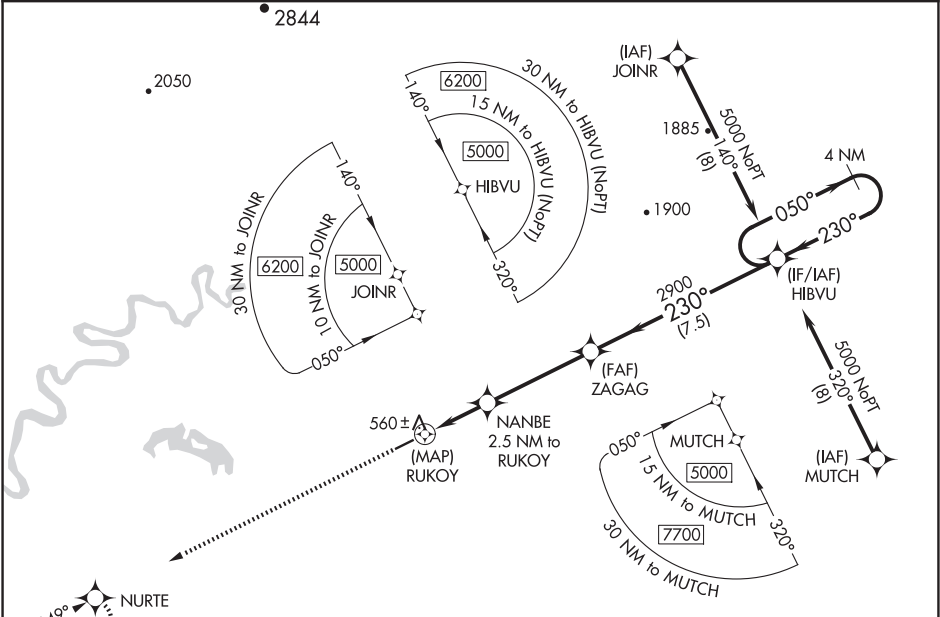 2844
2050
(IAF)
JOINR
1885
5000 NoPT
140°
(8)
4 NM
050°
230°
1900
(IF/IAF)
HIBVU
30 NM to HIBVU (NoPT)
6200
15 NM to HIBVU (NoPT)
5000
140°
HIBVU
320°
30 NM to JOINR
6200
10 NM to JOINR
5000
140°
JOINR
050°
2900
230°
(7.5)
(FAF)
ZAGAG
5000 NoPT
320°
(8)
(IAF)
MUTCH
NANBE
2.5 NM to
RUKOY
560 ±
(MAP)
RUKOY
050°
MUTCH
5000
15 NM to MUTCH
7700
30 NM to MUTCH
320°
NURTE